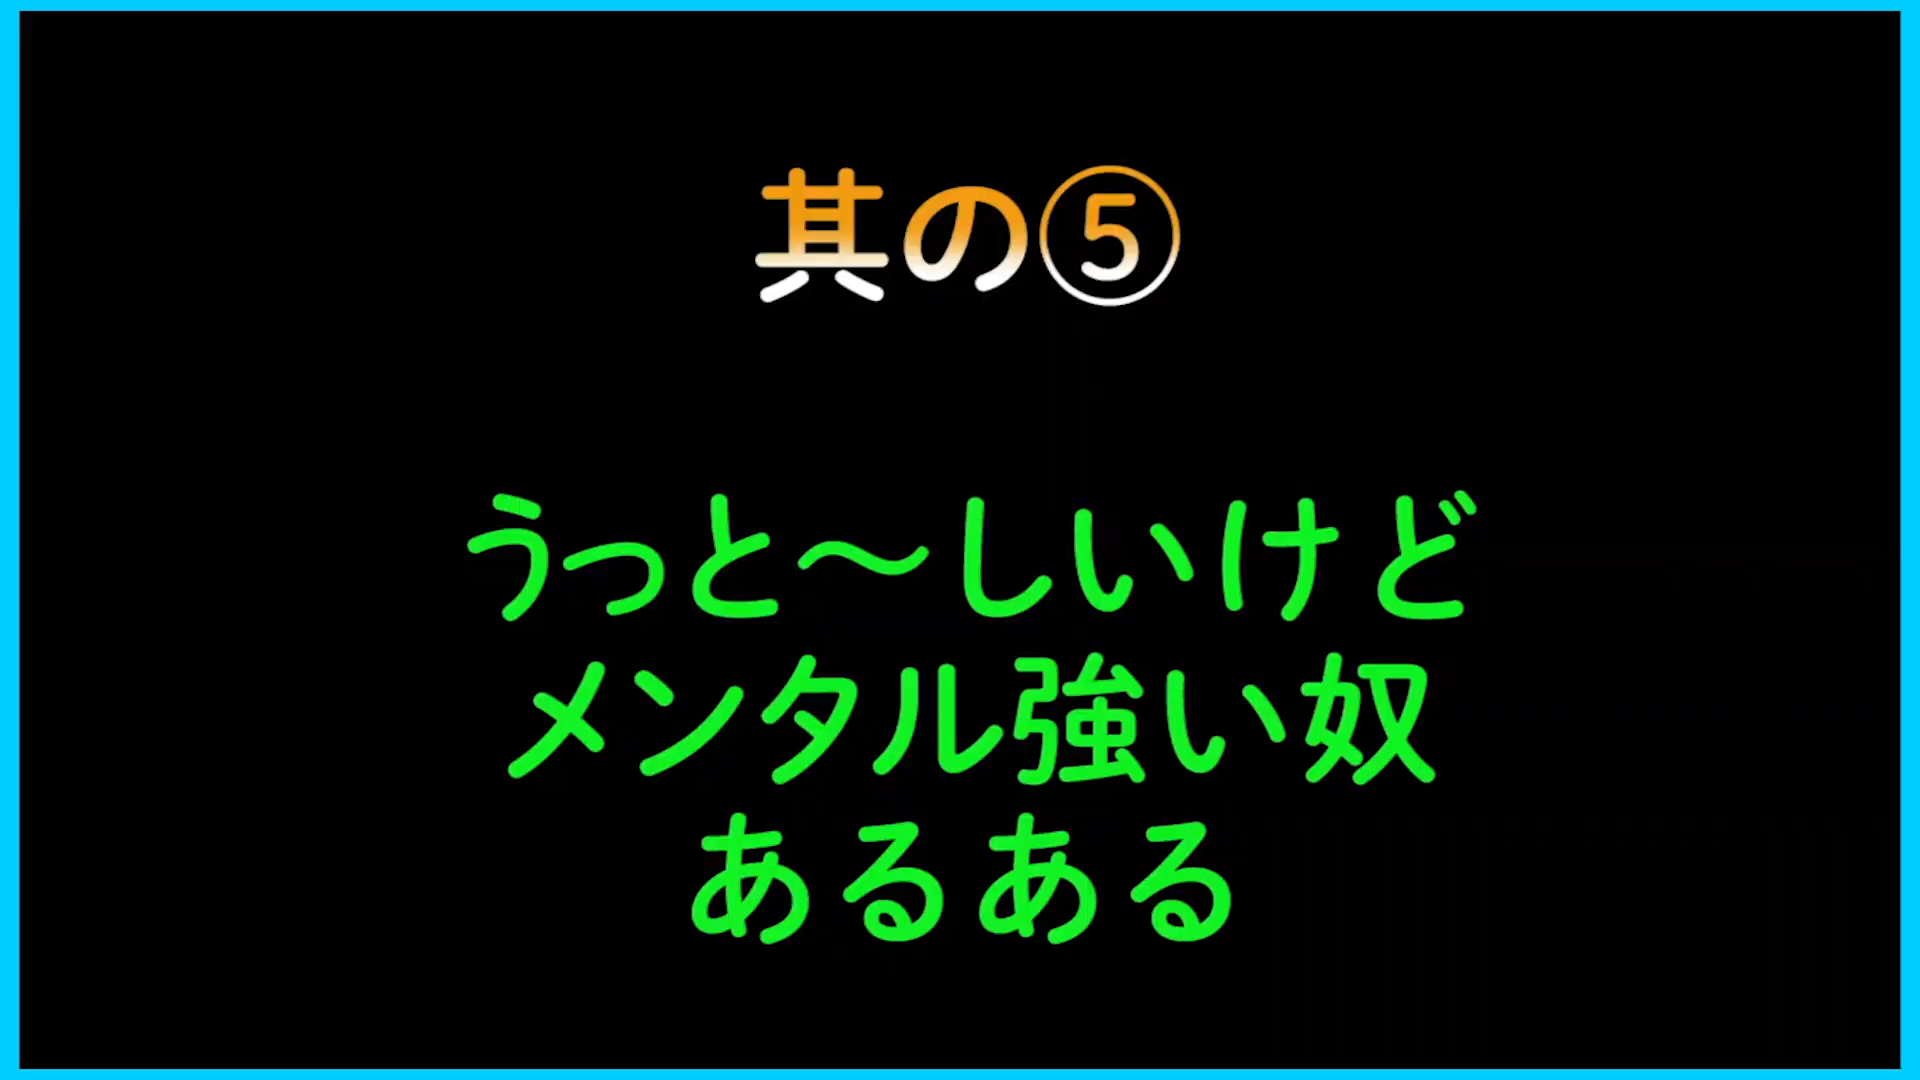 其の⑤
うっと〜しいけど
メンタル強い奴
あるある